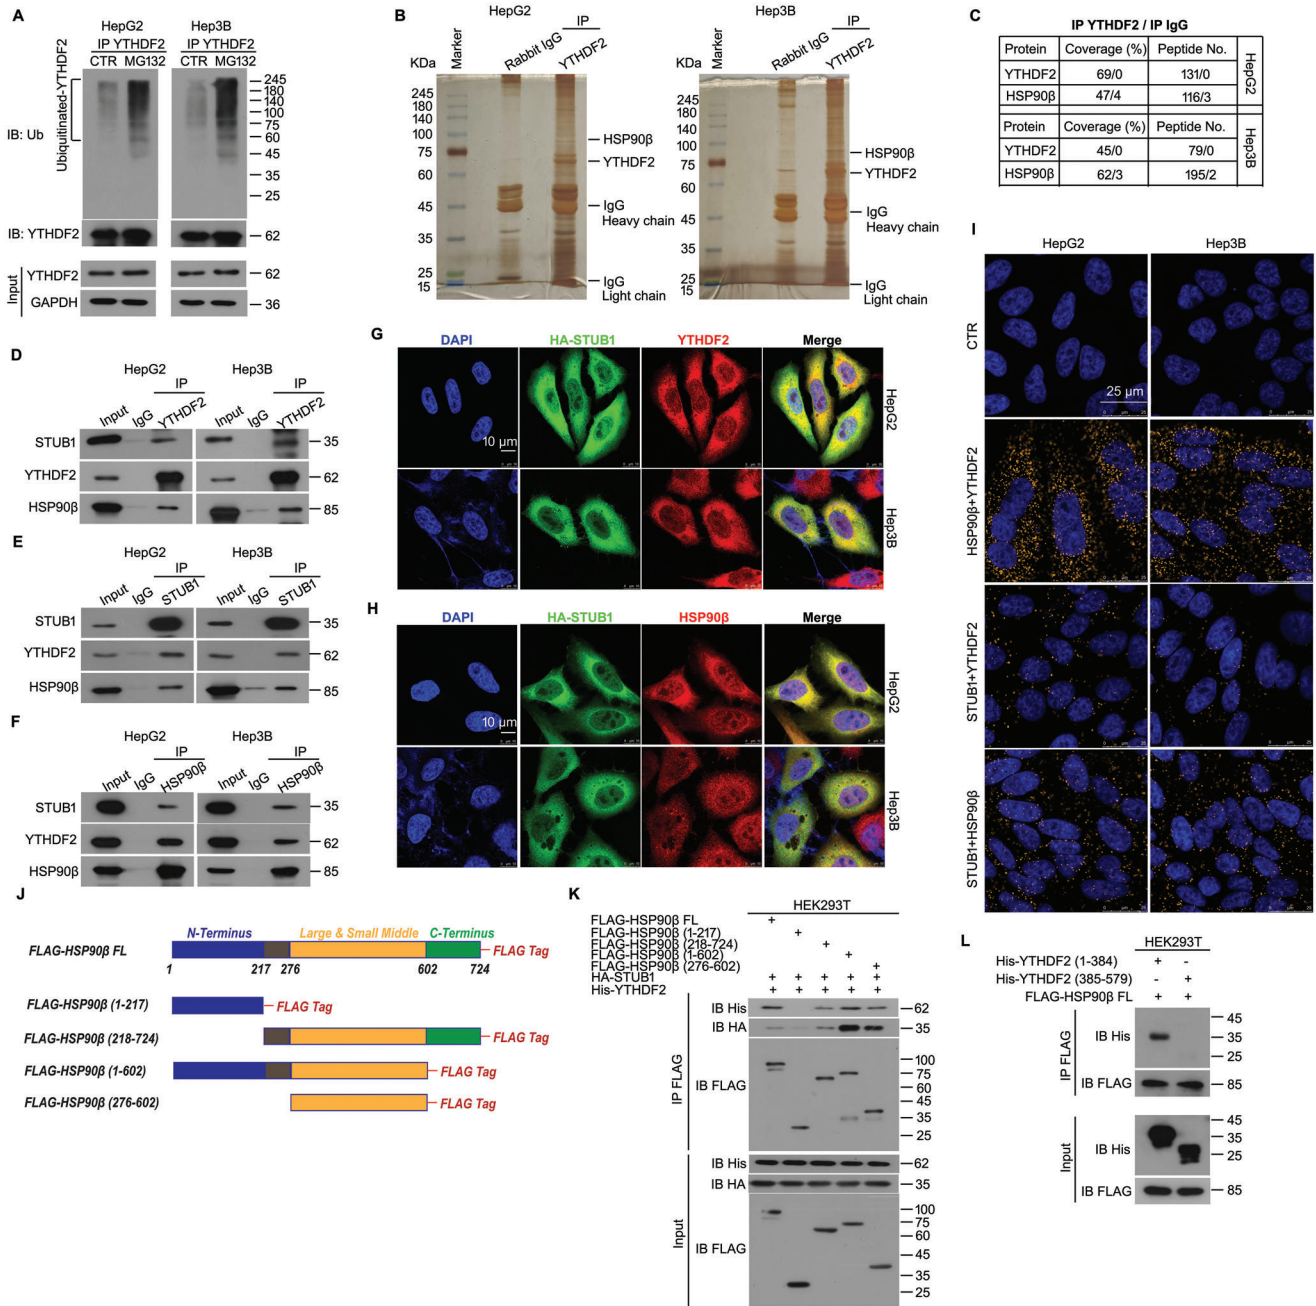 A
HepG2 Hep3B
IP YTHDF2 IP YTHDF2
CTR MG132 CTR MG132
Ubiquitinated-YTHDF2
IB: Ub
245
180
140
100
75
60
45
35
25
IB: YTHDF2 62
Input
YTHDF2 62
GAPDH 36
B
HepG2 Hep3B
IP IP
KDa Marker Rabbit IgG YTHDF2
245
180
140
100
75
60
45
35
25
15
HSP90β
YTHDF2
IgG
Heavy chain
IgG
Light chain
KDa Marker Rabbit IgG YTHDF2
245
180
140
100
75
60
45
35
25
15
HSP90β
YTHDF2
IgG
Heavy chain
IgG
Light chain
C
IP YTHDF2 / IP IgG
Protein Coverage (%) Peptide No.
YTHDF2 69/0 131/0
HSP90β 47/4 116/3
HepG2
Protein Coverage (%) Peptide No.
YTHDF2 45/0 79/0
HSP90β 62/3 195/2
Hep3B
D
HepG2 Hep3B
IP IP
Input IgG YTHDF2 Input IgG YTHDF2
STUB1 35
YTHDF2 62
HSP90β 85
E
HepG2 Hep3B
IP IP
Input IgG STUB1 Input IgG STUB1
STUB1 35
YTHDF2 62
HSP90β 85
F
HepG2 Hep3B
IP IP
Input IgG HSP90β Input IgG HSP90β
STUB1 35
YTHDF2 62
HSP90β 85
G
DAPI HA-STUB1 YTHDF2 Merge
10 μm
HepG2
Hep3B
H
DAPI HA-STUB1 HSP90β Merge
10 μm
HepG2
Hep3B
I
HepG2 Hep3B
CTR
25 μm
HSP90β+YTHDF2
STUB1+YTHDF2
STUB1+HSP90β
J
N-Terminus Large & Small Middle C-Terminus
FLAG-HSP90β FL FLAG Tag
1 217 276 602 724
FLAG-HSP90β (1-217) FLAG Tag
FLAG-HSP90β (218-724) FLAG Tag
FLAG-HSP90β (1-602) FLAG Tag
FLAG-HSP90β (276-602) FLAG Tag
K
HEK293T
FLAG-HSP90β FL +
FLAG-HSP90β (1-217) +
FLAG-HSP90β (218-724) +
FLAG-HSP90β (1-602) +
FLAG-HSP90β (276-602) +
HA-STUB1 + + + + +
His-YTHDF2 + + + + +
IP FLAG
IB His 62
IB HA 35
IB FLAG
100
75
60
45
35
25
Input
IB His 62
IB HA 35
IB FLAG
100
75
60
45
35
25
L
HEK293T
His-YTHDF2 (1-384) + -
His-YTHDF2 (385-579) - +
FLAG-HSP90β FL + +
IP FLAG
IB His
45
35
25
IB FLAG 85
Input
IB His
45
35
25
IB FLAG 85